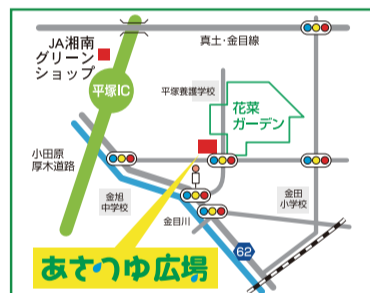 真土・金目線
JA湘南
グリーン
ショップ
平塚IC
平塚養護学校
花菜
ガーデン
小田原
厚木道路
金旭
中学校
金目川
金田
小学校
62
あさつゆ広場